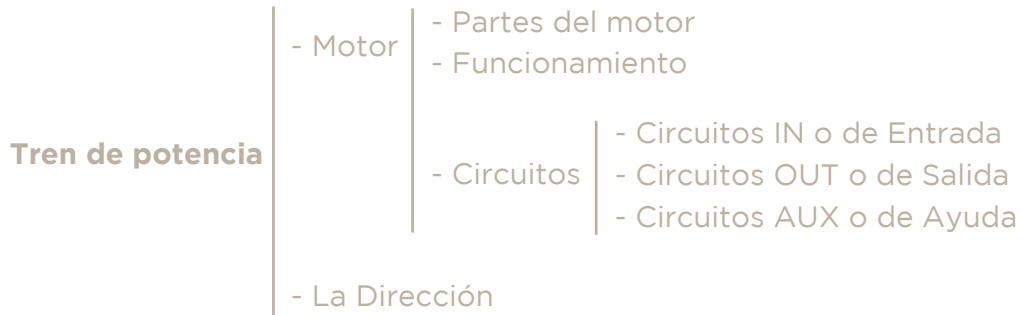 Tren de potencia
- Motor
- Partes del motor
- Funcionamiento
- Circuitos
- Circuitos IN o de Entrada
- Circuitos OUT o de Salida
- Circuitos AUX o de Ayuda
- La Dirección